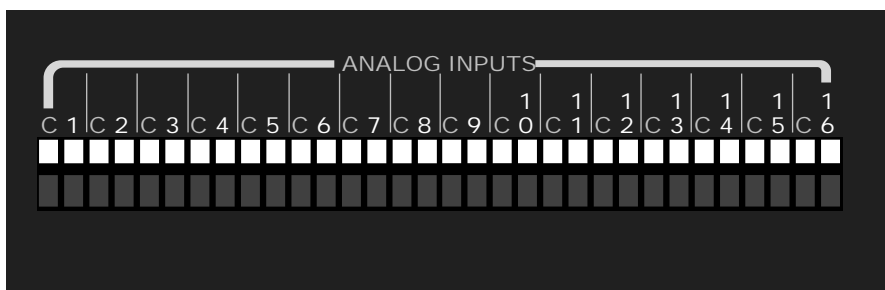 ANALOG INPUTS
1 1 1 1 1 1 1
C 1 C 2 C 3 C 4 C 5 C 6 C 7 C 8 C 9 C 0 C 1 C 2 C 3 C 4 C 5 C 6